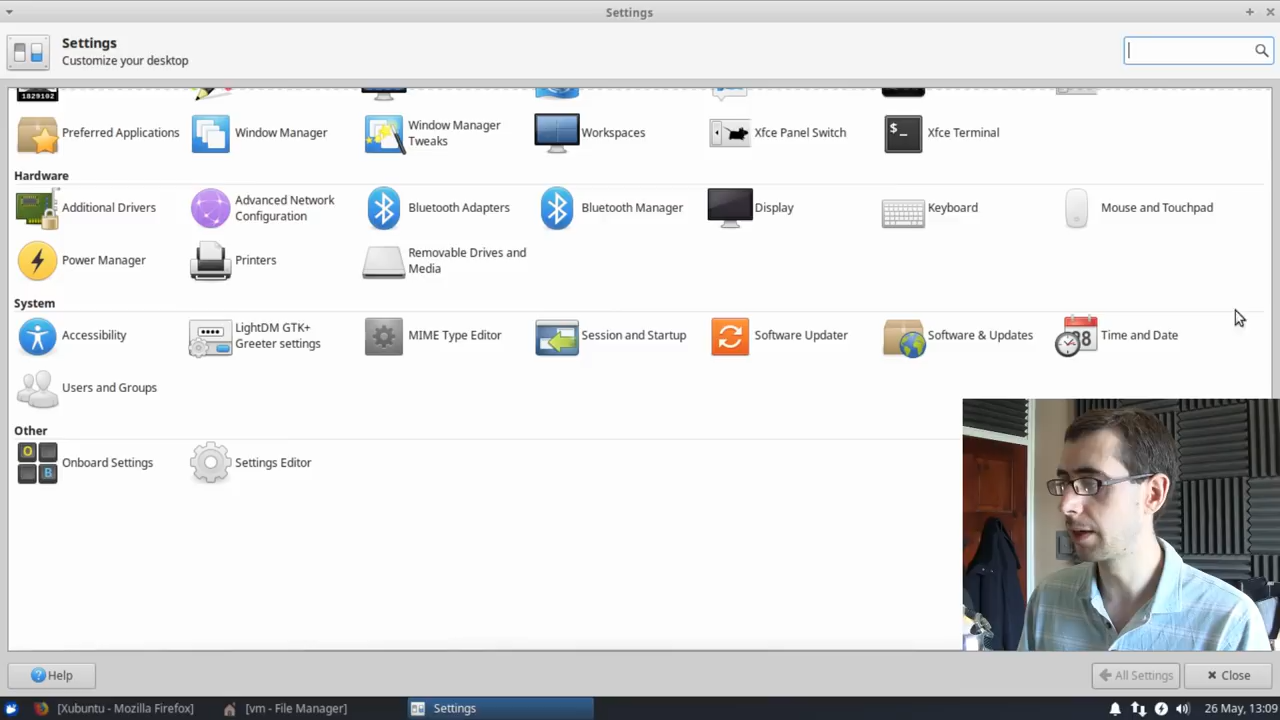 Settings
Settings
Customize your desktop
1829182
Preferred Applications
Window Manager
Window Manager
Tweaks
Workspaces
Xfce Panel Switch
$_
Xfce Terminal
Hardware
Additional Drivers
Advanced Network
Configuration
Bluetooth Adapters
Bluetooth Manager
Display
Keyboard
Mouse and Touchpad
Power Manager
Printers
Removable Drives and
Media
System
Accessibility
LightDM GTK+
Greeter settings
MIME Type Editor
Session and Startup
Software Updater
Software & Updates
Time and Date
Users and Groups
Other
O
B
Onboard Settings
Settings Editor
? Help
All Settings
Close
[Xubuntu - Mozilla Firefox]
[vm - File Manager]
Settings
26 May, 13:09